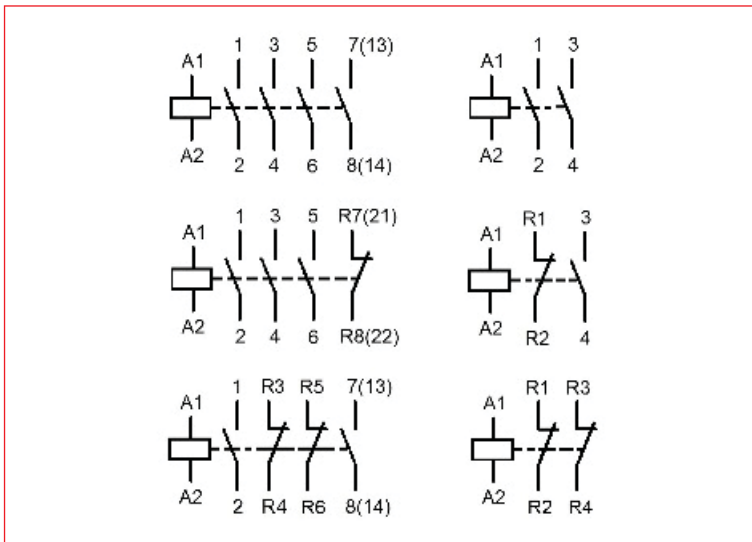 1 3 5 7(13)
A1
A2
2 4 6 8(14)
1 3
A1
A2
2 4
1 3 5 R7(21)
A1
A2
2 4 6 R8(22)
R1 3
A1
A2
R2 4
1 R3 R5 7(13)
A1
A2
2 R4 R6 8(14)
R1 R3
A1
A2
R2 R4